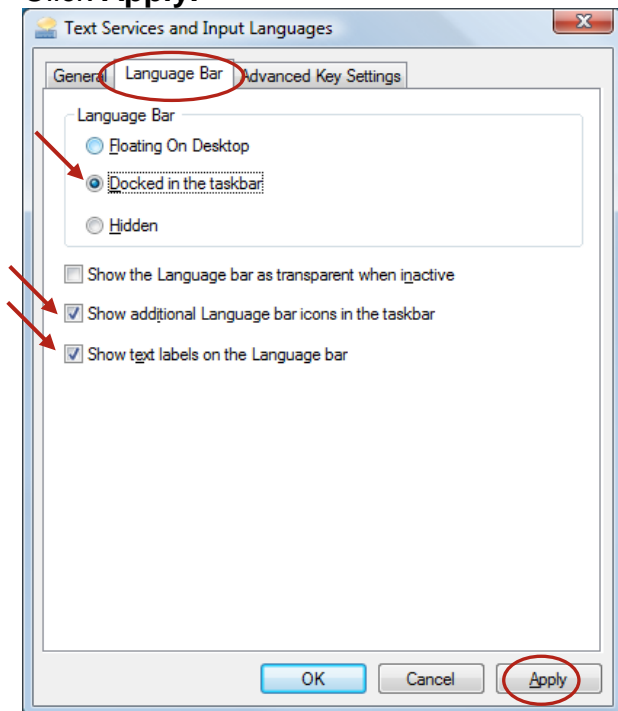 Click Apply.
Text Services and Input Languages
General Language Bar Advanced Key Settings
Language Bar
Floating On Desktop
Docked in the taskbar
Hidden
Show the Language bar as transparent when inactive
Show additional Language bar icons in the taskbar
Show text labels on the Language bar
OK Cancel Apply